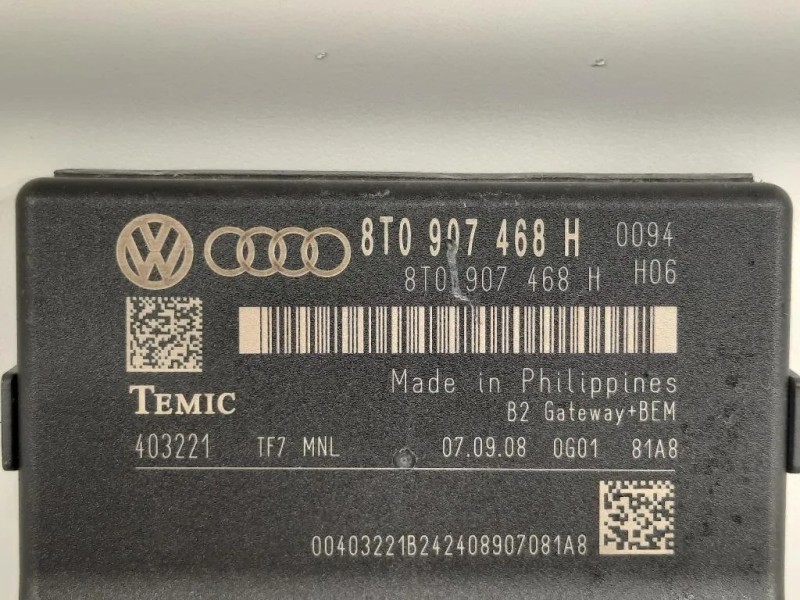 8T0 907 468 H 0094
8T0 907 468 H H06
TEMIC
Made in Philippines
B2 Gateway+BEM
403221 TF7 MNL 07.09.08 0G01 81A8
00403221B242408907081A8